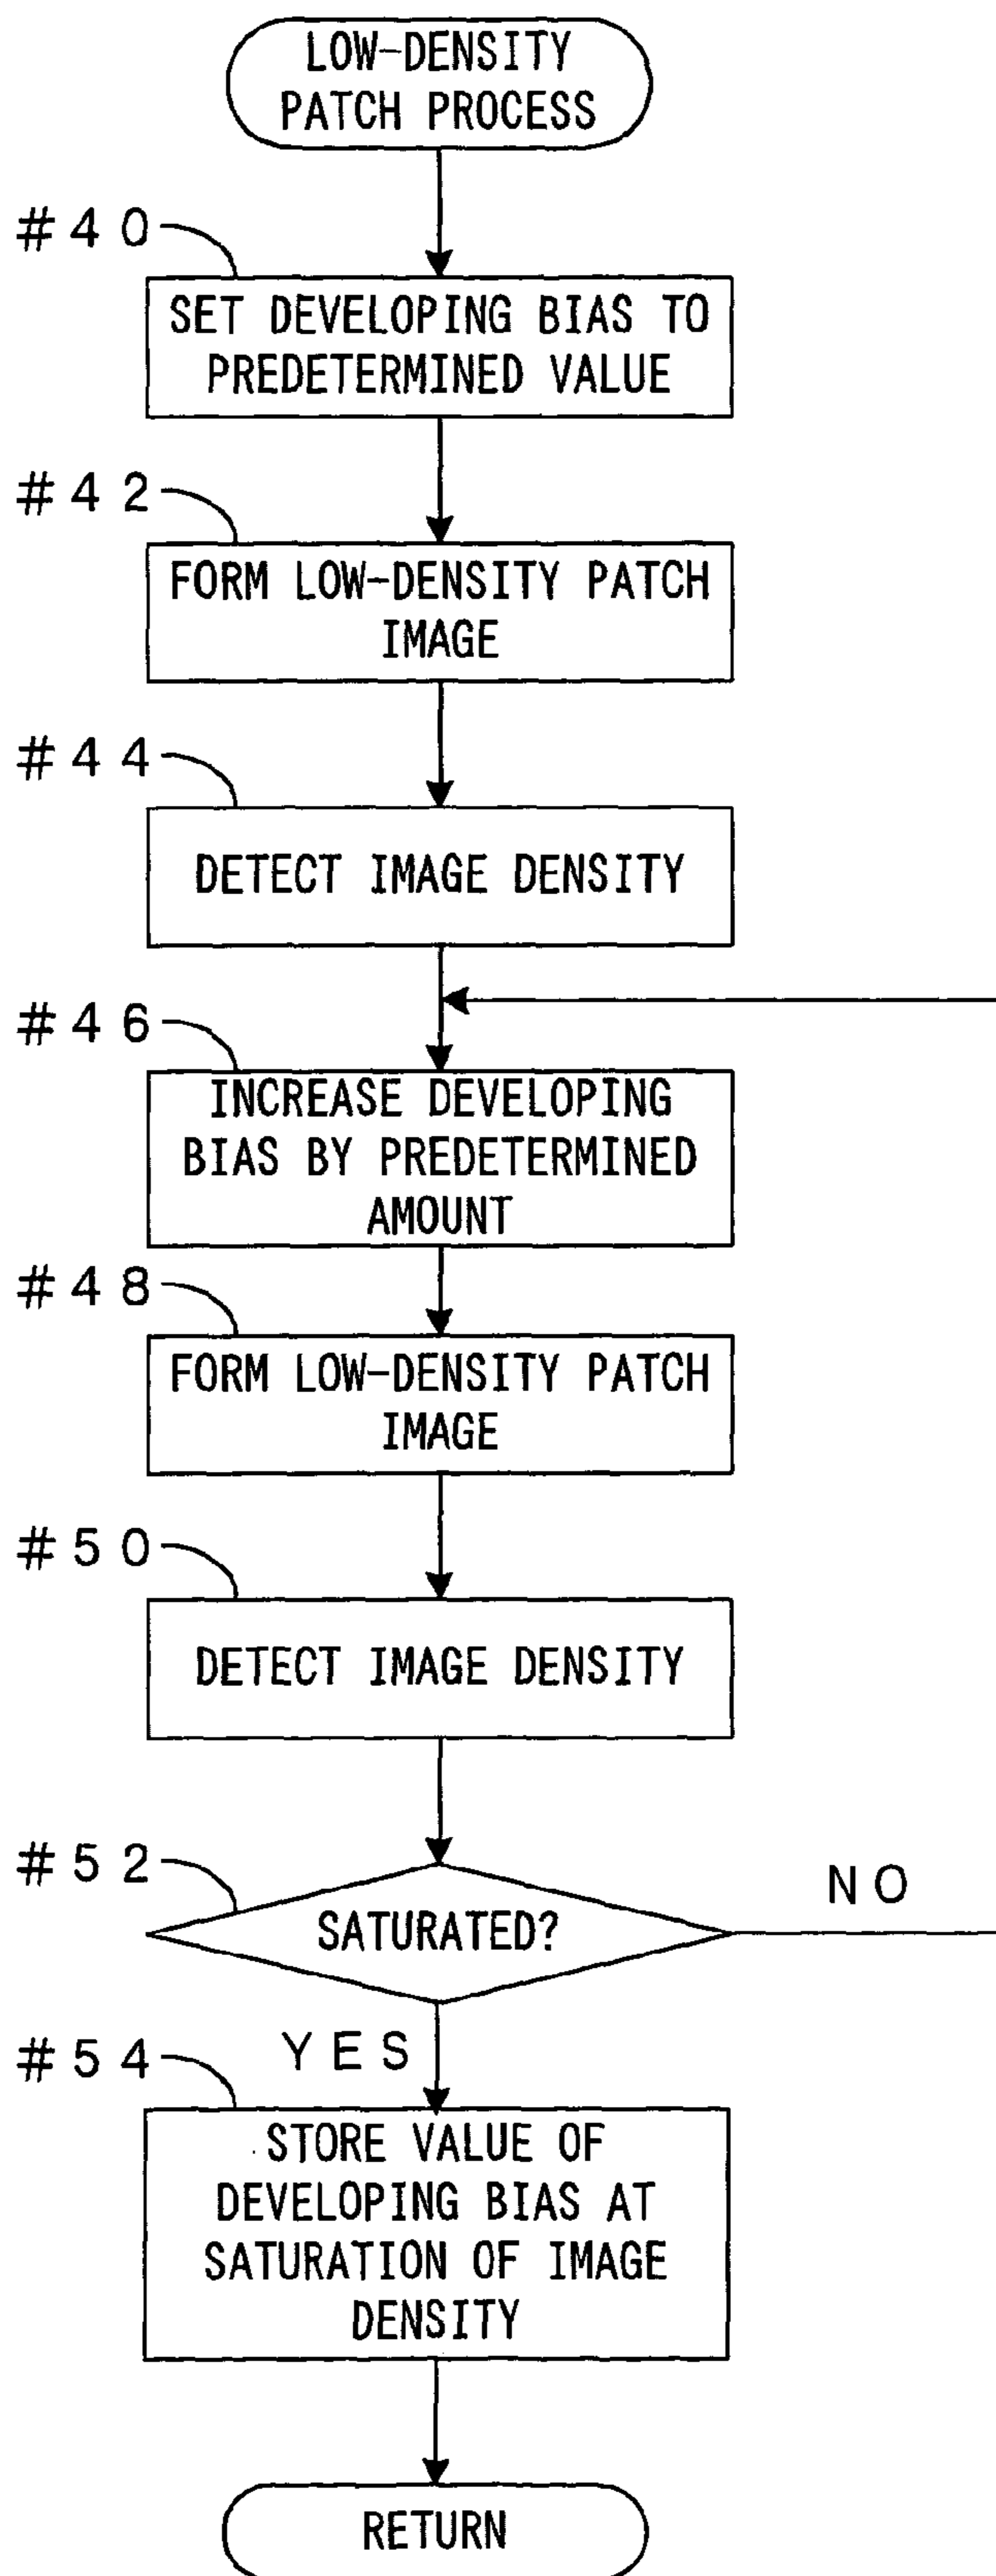 LOW-DENSITY
PATCH PROCESS
#40
SET DEVELOPING BIAS TO
PREDETERMINED VALUE
#42
FORM LOW-DENSITY PATCH
IMAGE
#44
DETECT IMAGE DENSITY
#46
INCREASE DEVELOPING
BIAS BY PREDETERMINED
AMOUNT
#48
FORM LOW-DENSITY PATCH
IMAGE
#50
DETECT IMAGE DENSITY
#52
SATURATED?
NO
YES
#54
STORE VALUE OF
DEVELOPING BIAS AT
SATURATION OF IMAGE
DENSITY
RETURN